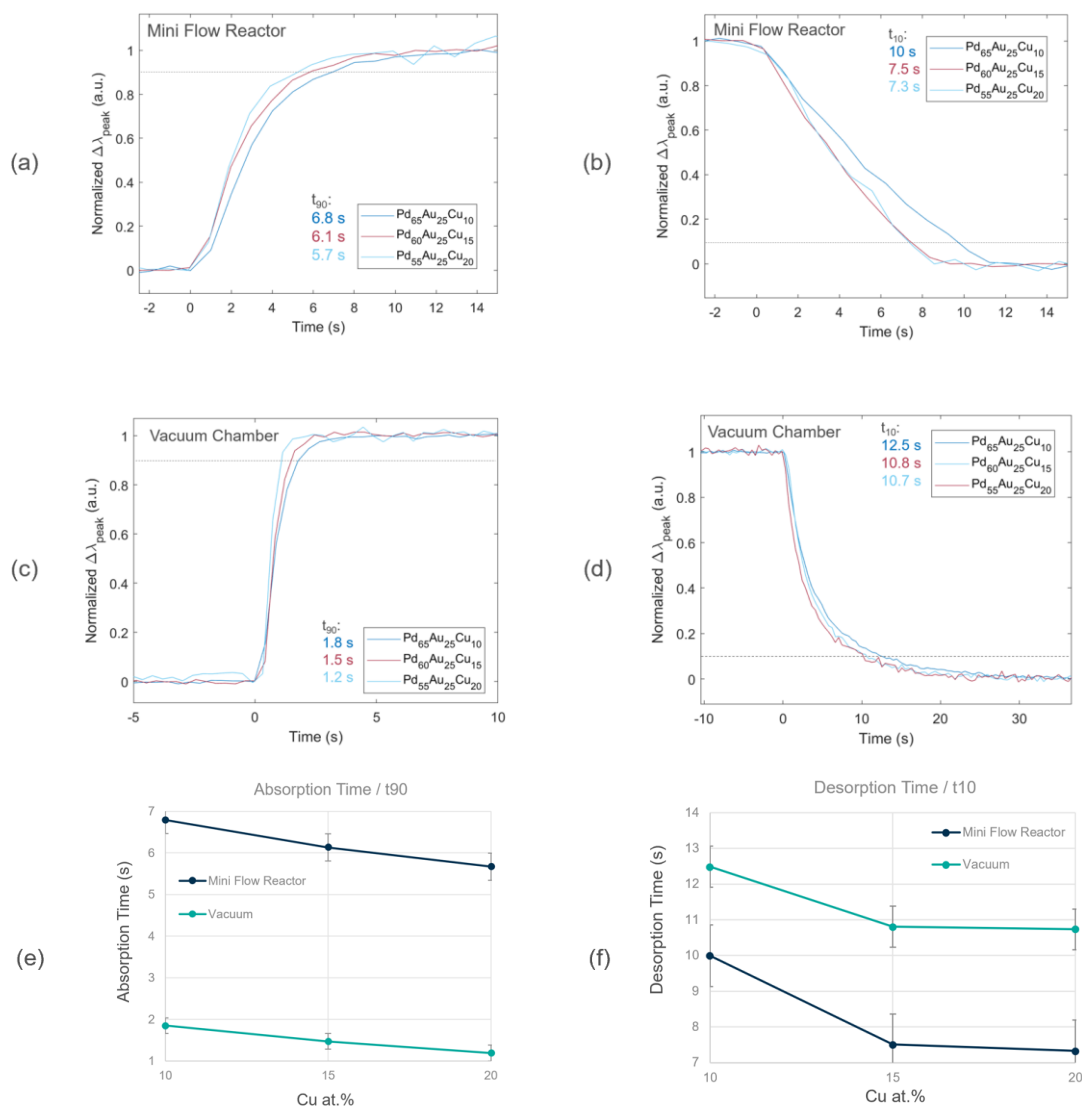 Mini Flow Reactor
Normalized Δλpeak (a.u.)
1
0.8
0.6
0.4
0.2
0
t90:
6.8 s
6.1 s
5.7 s
Pd65Au25Cu10
Pd60Au25Cu15
Pd55Au25Cu20
-2 0 2 4 6 8 10 12 14
Time (s)
(a)
Mini Flow Reactor
Normalized Δλpeak (a.u.)
1
0.8
0.6
0.4
0.2
0
t10:
10 s
7.5 s
7.3 s
Pd65Au25Cu10
Pd60Au25Cu15
Pd55Au25Cu20
-2 0 2 4 6 8 10 12 14
Time (s)
(b)
Vacuum Chamber
Normalized Δλpeak (a.u.)
1
0.8
0.6
0.4
0.2
0
t90:
1.8 s
1.5 s
1.2 s
Pd65Au25Cu10
Pd60Au25Cu15
Pd55Au25Cu20
-5 0 5 10
Time (s)
(c)
Vacuum Chamber
Normalized Δλpeak (a.u.)
1
0.8
0.6
0.4
0.2
0
t10:
12.5 s
10.8 s
10.7 s
Pd65Au25Cu10
Pd60Au25Cu15
Pd55Au25Cu20
-10 0 10 20 30
Time (s)
(d)
Absorption Time / t90
Absorption Time (s)
7
6
5
4
3
2
1
Mini Flow Reactor
Vacuum
10 15 20
Cu at.%
(e)
Desorption Time / t10
Desorption Time (s)
14
13
12
11
10
9
8
7
Mini Flow Reactor
Vacuum
10 15 20
Cu at.%
(f)